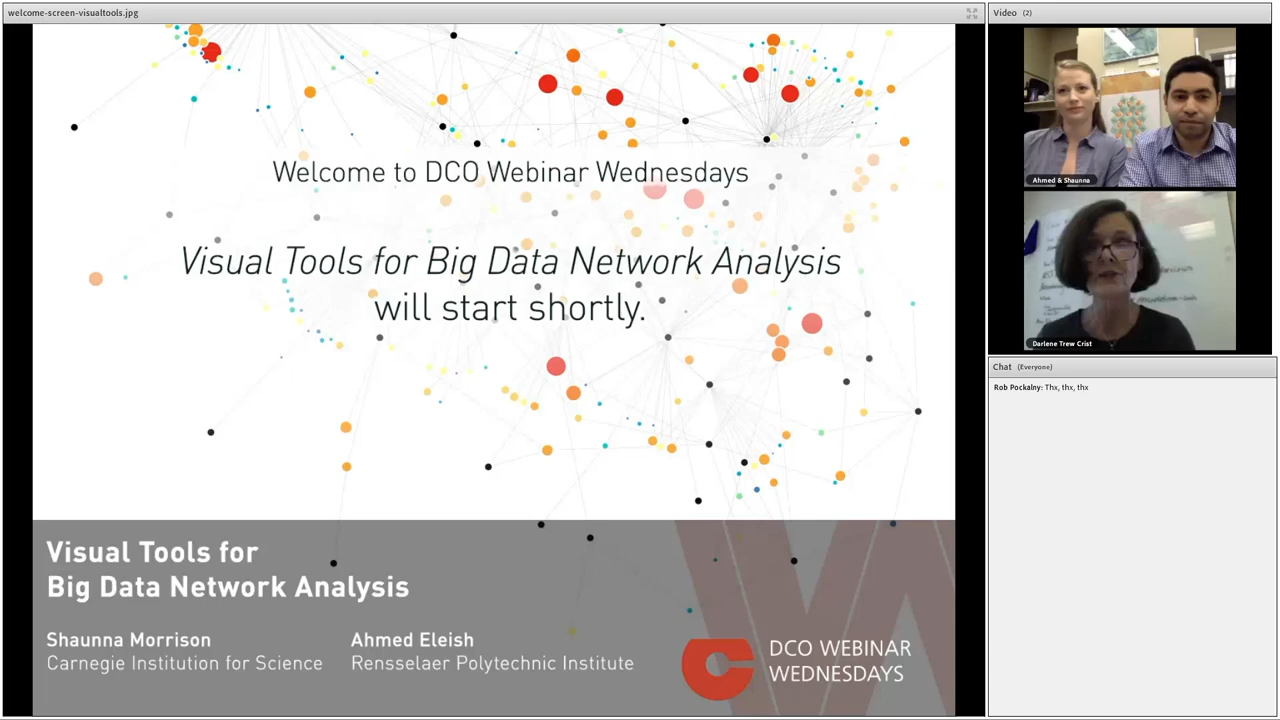 welcome-screen-visualtools.jpg
Welcome to DCO Webinar Wednesdays
Visual Tools for Big Data Network Analysis
will start shortly.
Visual Tools for
Big Data Network Analysis
Shaunna Morrison
Carnegie Institution for Science
Ahmed Eleish
Rensselaer Polytechnic Institute
DCO WEBINAR
WEDNESDAYS
Video (2)
Ahmed & Shaunna
Darlene Trew Crist
Chat (Everyone)
Rob Pockalny: Thx, thx, thx